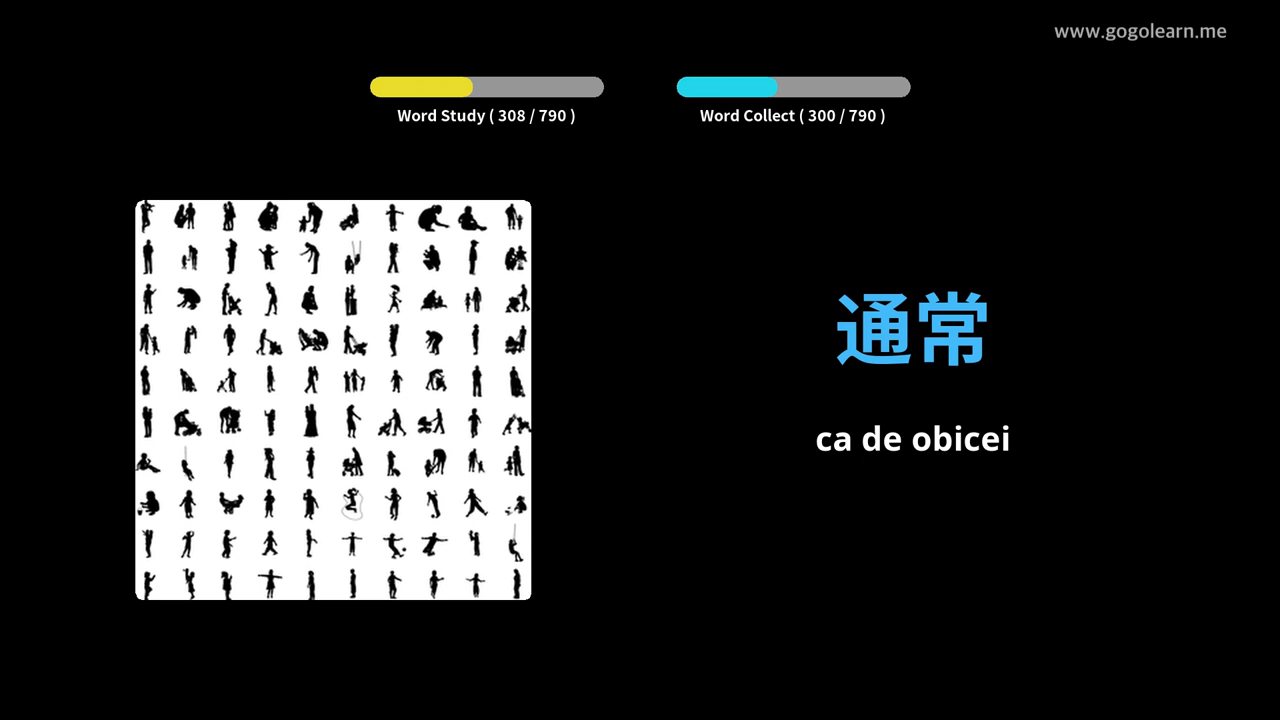 www.gogolearn.me
Word Study ( 308 / 790 )
Word Collect ( 300 / 790 )
通常
ca de obicei